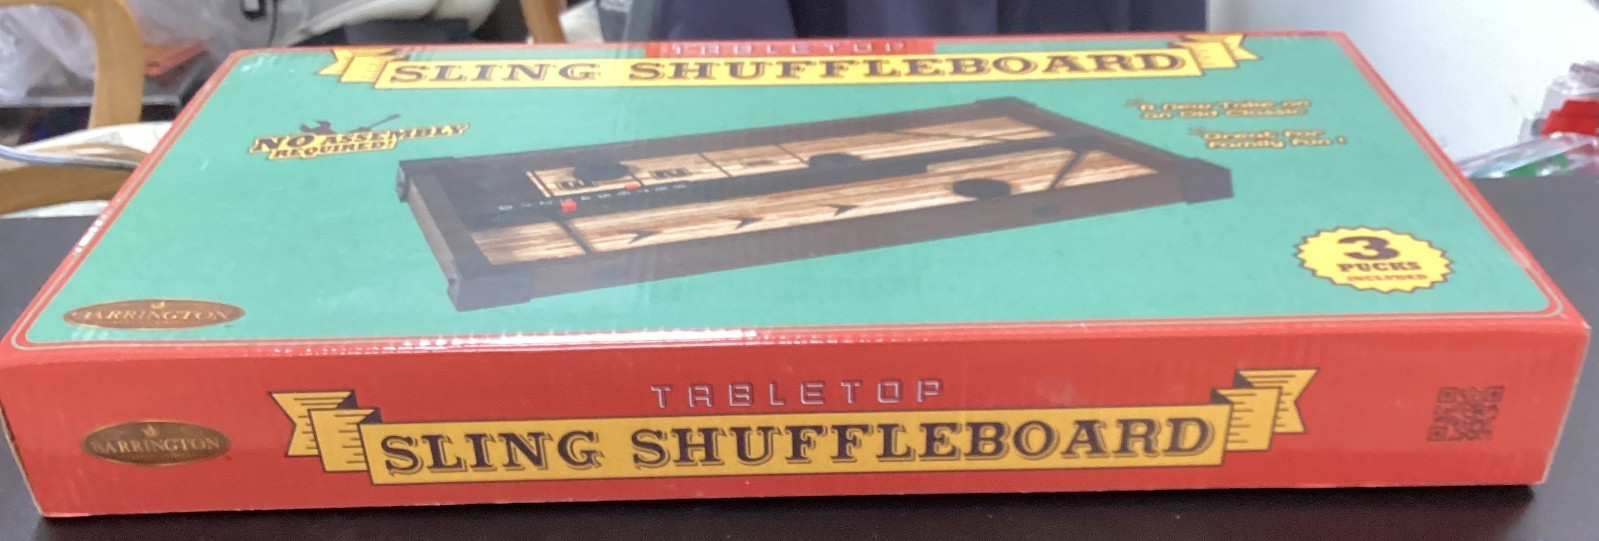 TABLETOP
SLING SHUFFLEBOARD
NO ASSEMBLY
REQUIRED!
A New Take on
an Old Classic
Great For
Family Fun!
3
PUCKS
INCLUDED
BARRINGTON
TABLETOP
SLING SHUFFLEBOARD
BARRINGTON